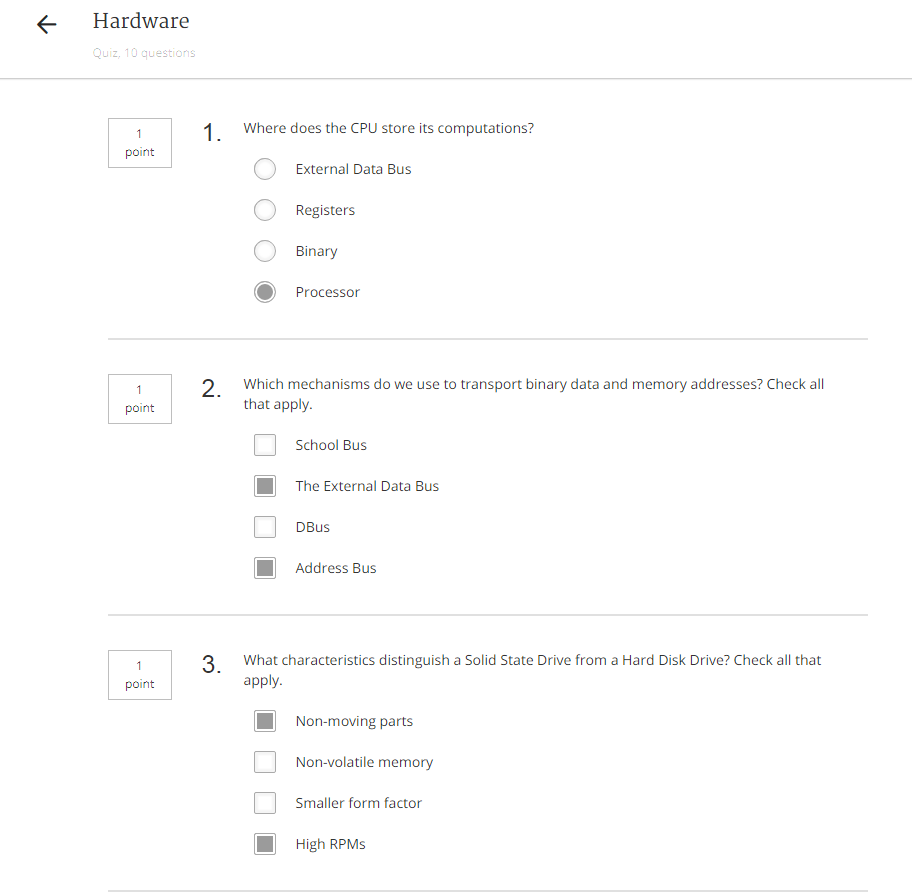 Hardware
Quiz, 10 questions
1
point
1.
Where does the CPU store its computations?
External Data Bus
Registers
Binary
Processor
1
point
2.
Which mechanisms do we use to transport binary data and memory addresses? Check all
that apply.
School Bus
The External Data Bus
DBus
Address Bus
1
point
3.
What characteristics distinguish a Solid State Drive from a Hard Disk Drive? Check all that
apply.
Non-moving parts
Non-volatile memory
Smaller form factor
High RPMs